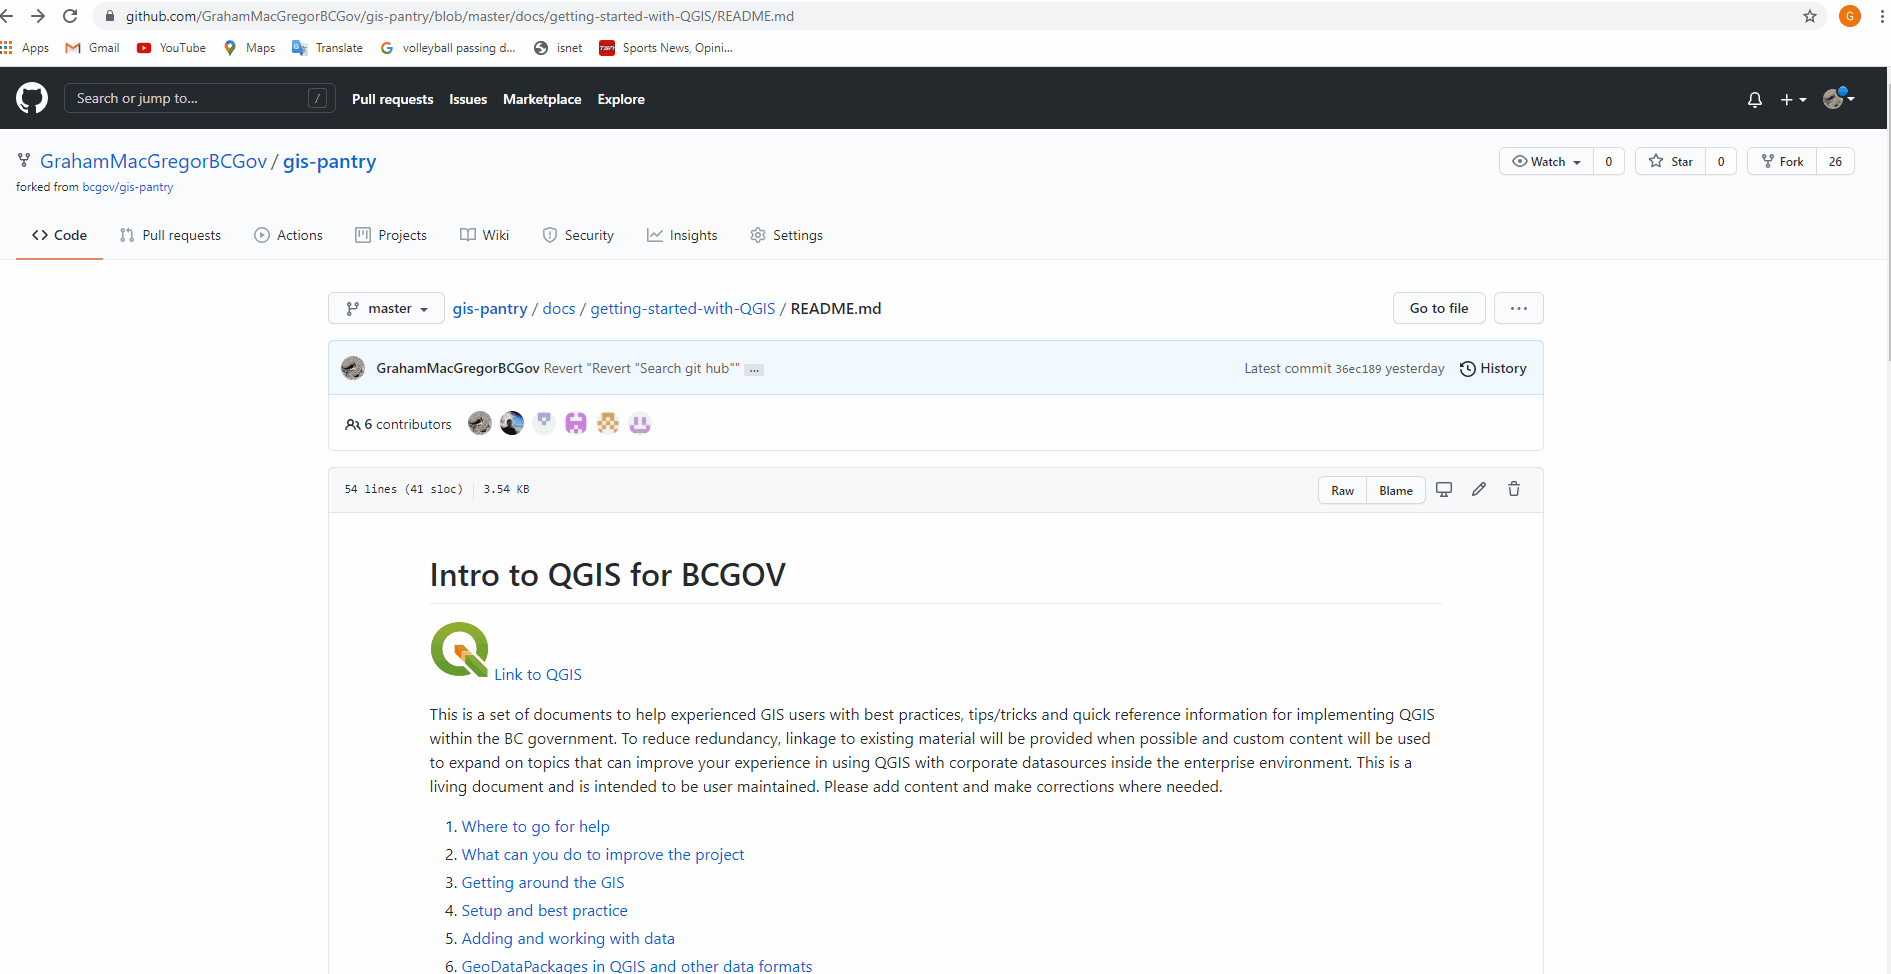 github.com/GrahamMacGregorBCGov/gis-pantry/blob/master/docs/getting-started-with-QGIS/README.md G
Apps Gmail YouTube Maps Translate volleyball passing d... isnet TSN Sports News, Opini...
Search or jump to... / Pull requests Issues Marketplace Explore
GrahamMacGregorBCGov / gis-pantry Watch 0 Star 0 Fork 26
forked from bcgov/gis-pantry
Code Pull requests Actions Projects Wiki Security Insights Settings
master gis-pantry / docs / getting-started-with-QGIS / README.md Go to file ...
GrahamMacGregorBCGov Revert "Revert "Search git hub"" ... Latest commit 36ec189 yesterday History
6 contributors
54 lines (41 sloc) 3.54 KB Raw Blame
Intro to QGIS for BCGOV
Link to QGIS
This is a set of documents to help experienced GIS users with best practices, tips/tricks and quick reference information for implementing QGIS
within the BC government. To reduce redundancy, linkage to existing material will be provided when possible and custom content will be used
to expand on topics that can improve your experience in using QGIS with corporate datasources inside the enterprise environment. This is a
living document and is intended to be user maintained. Please add content and make corrections where needed.
1. Where to go for help
2. What can you do to improve the project
3. Getting around the GIS
4. Setup and best practice
5. Adding and working with data
6. GeoDataPackages in QGIS and other data formats